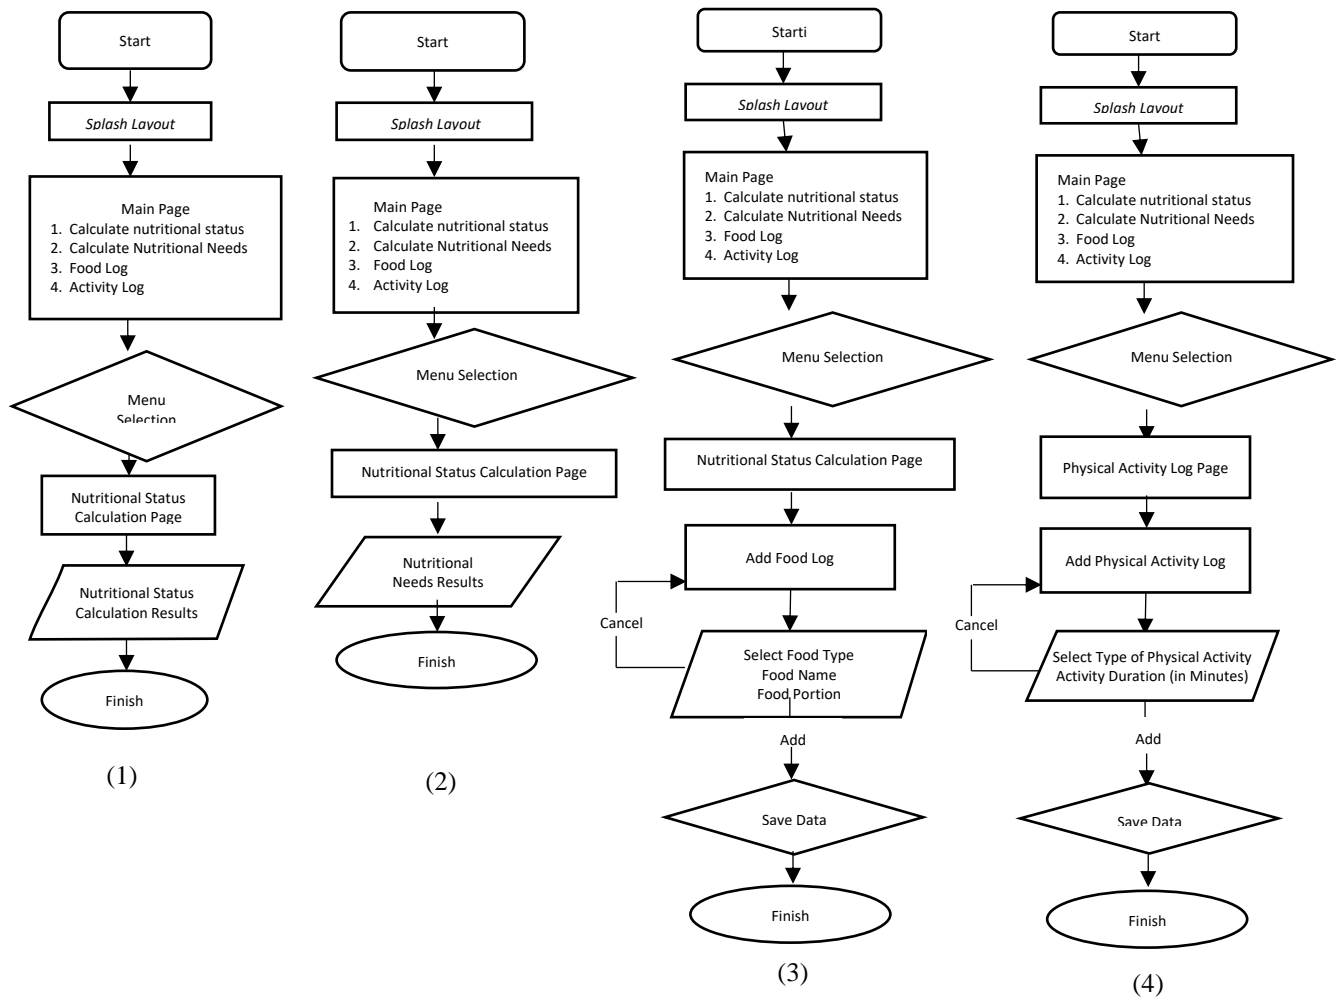 Start
Splash Layout
Main Page
1. Calculate nutritional status
2. Calculate Nutritional Needs
3. Food Log
4. Activity Log
Menu
Selection
Nutritional Status
Calculation Page
Nutritional Status
Calculation Results
Finish
(1)
Start
Splash Layout
Main Page
1. Calculate nutritional status
2. Calculate Nutritional Needs
3. Food Log
4. Activity Log
Menu Selection
Nutritional Status Calculation Page
Nutritional
Needs Results
Finish
(2)
Starti
Splash Layout
Main Page
1. Calculate nutritional status
2. Calculate Nutritional Needs
3. Food Log
4. Activity Log
Menu Selection
Nutritional Status Calculation Page
Add Food Log
Cancel
Select Food Type
Food Name
Food Portion
Add
Save Data
Finish
(3)
Start
Splash Layout
Main Page
1. Calculate nutritional status
2. Calculate Nutritional Needs
3. Food Log
4. Activity Log
Menu Selection
Physical Activity Log Page
Add Physical Activity Log
Cancel
Select Type of Physical Activity
Activity Duration (in Minutes)
Add
Save Data
Finish
(4)